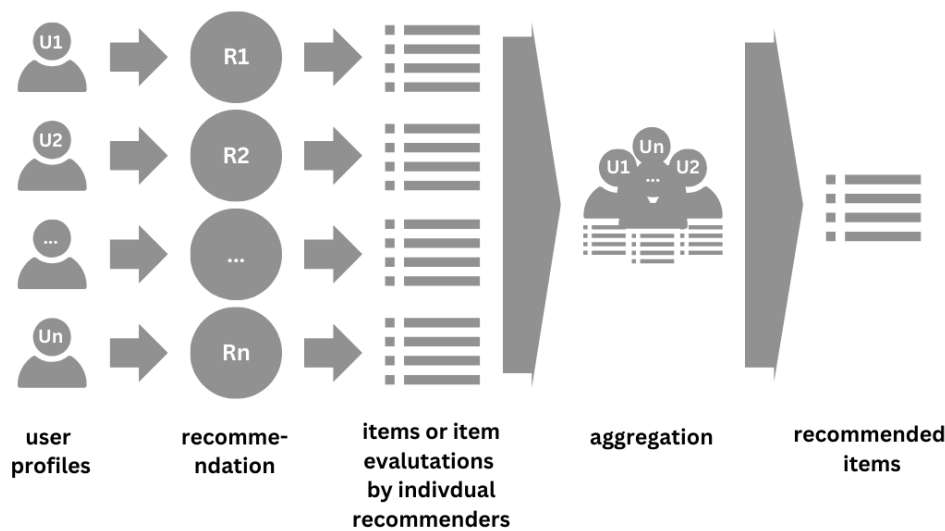 U1
R1
U2
R2
...
...
Un
Rn
Un
U1
...
U2
user
profiles
recomme-
ndation
items or item
evalutations
by indivdual
recommenders
aggregation
recommended
items